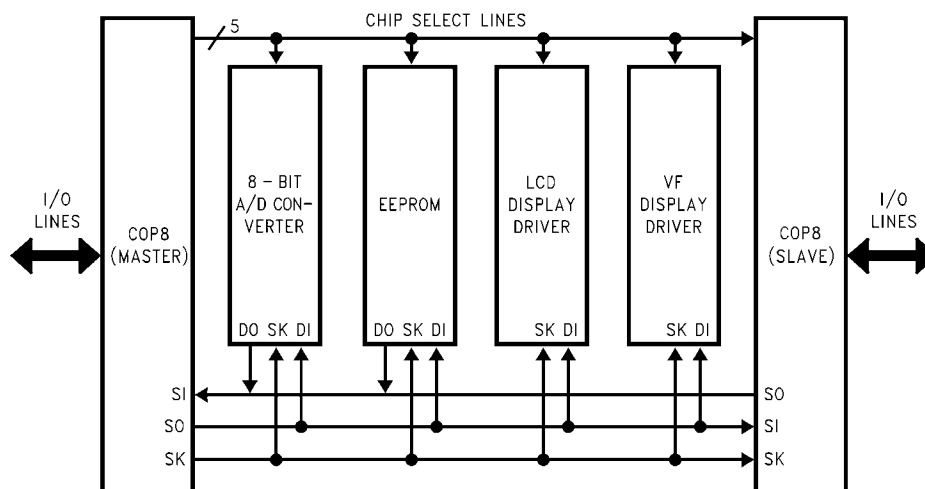 5
CHIP SELECT LINES
I/O
LINES
COP8
(MASTER)
8 - BIT
A/D CON-
VERTER
EEPROM
LCD
DISPLAY
DRIVER
VF
DISPLAY
DRIVER
COP8
(SLAVE)
I/O
LINES
DO SK DI
DO SK DI
SK DI
SK DI
SI
SO
SO
SI
SK
SK